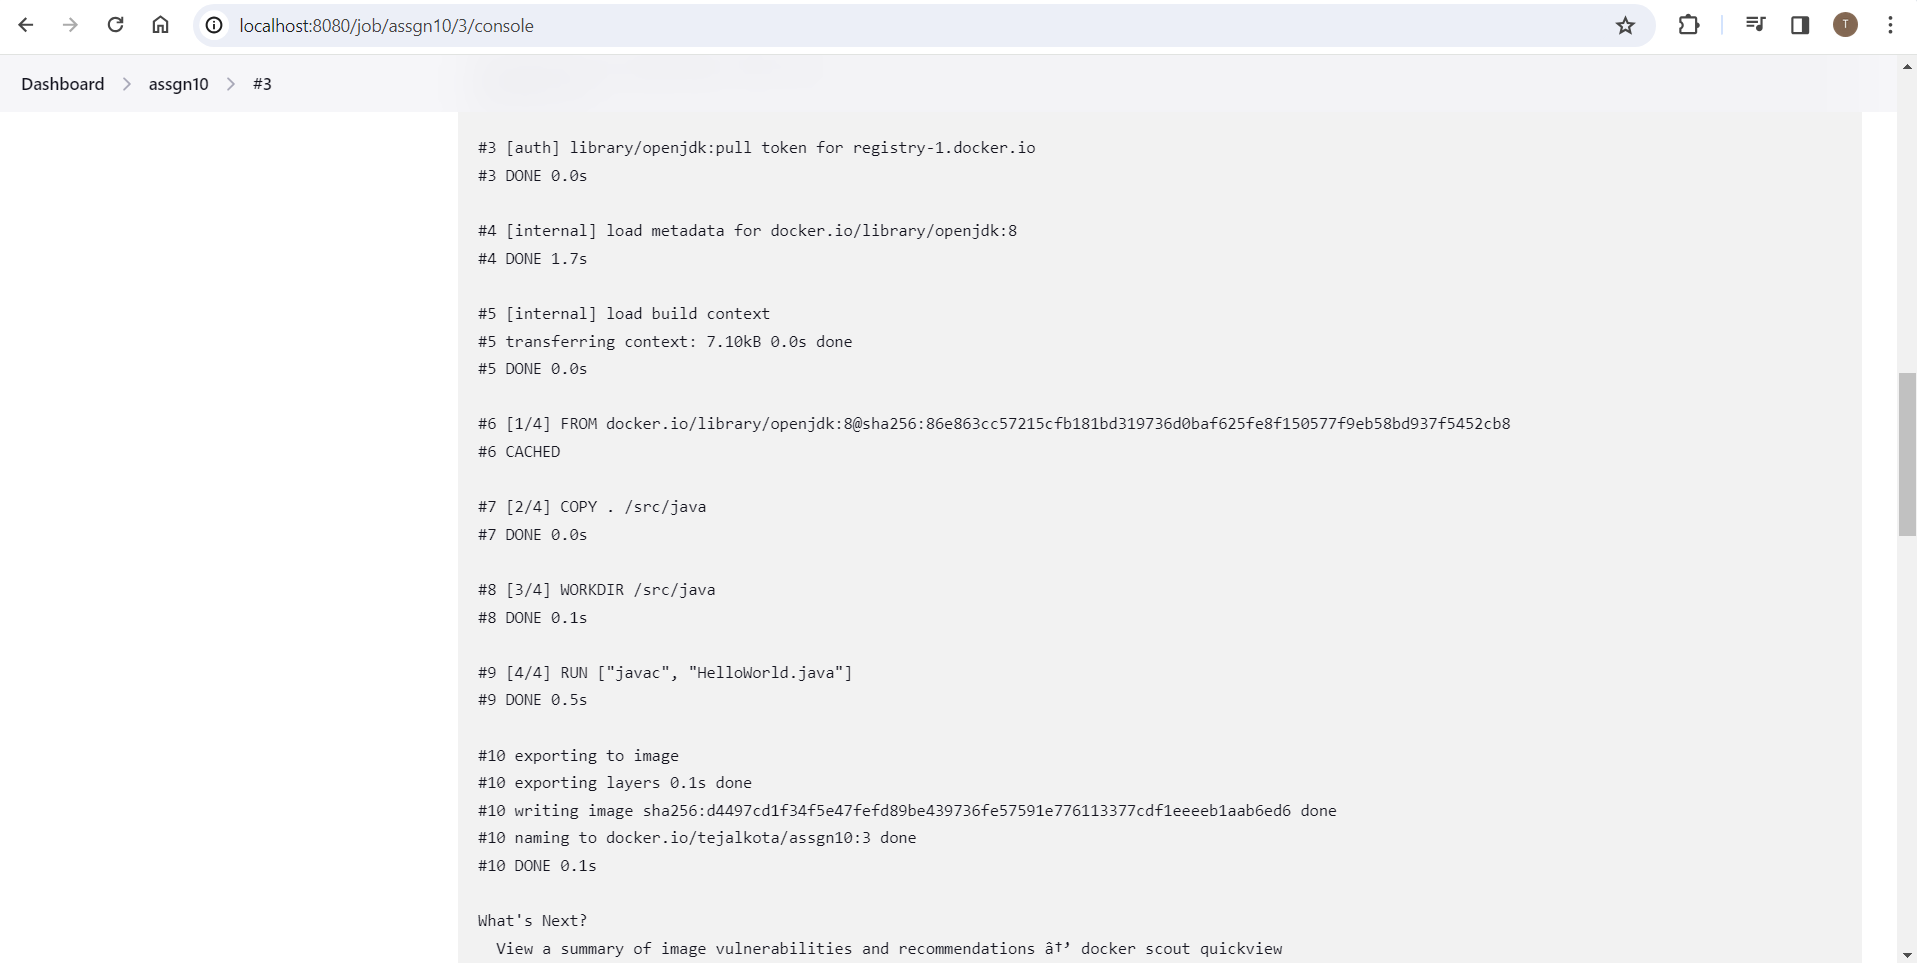 localhost:8080/job/assgn10/3/console
T
Dashboard > assgn10 > #3
#3 [auth] library/openjdk:pull token for registry-1.docker.io
#3 DONE 0.0s
#4 [internal] load metadata for docker.io/library/openjdk:8
#4 DONE 1.7s
#5 [internal] load build context
#5 transferring context: 7.10kB 0.0s done
#5 DONE 0.0s
#6 [1/4] FROM docker.io/library/openjdk:8@sha256:86e863cc57215cfb181bd319736d0baf625fe8f150577f9eb58bd937f5452cb8
#6 CACHED
#7 [2/4] COPY . /src/java
#7 DONE 0.0s
#8 [3/4] WORKDIR /src/java
#8 DONE 0.1s
#9 [4/4] RUN ["javac", "HelloWorld.java"]
#9 DONE 0.5s
#10 exporting to image
#10 exporting layers 0.1s done
#10 writing image sha256:d4497cd1f34f5e47fefd89be439736fe57591e776113377cdf1eeeeb1aab6ed6 done
#10 naming to docker.io/tejalkota/assgn10:3 done
#10 DONE 0.1s
What's Next?
View a summary of image vulnerabilities and recommendations â†’ docker scout quickview